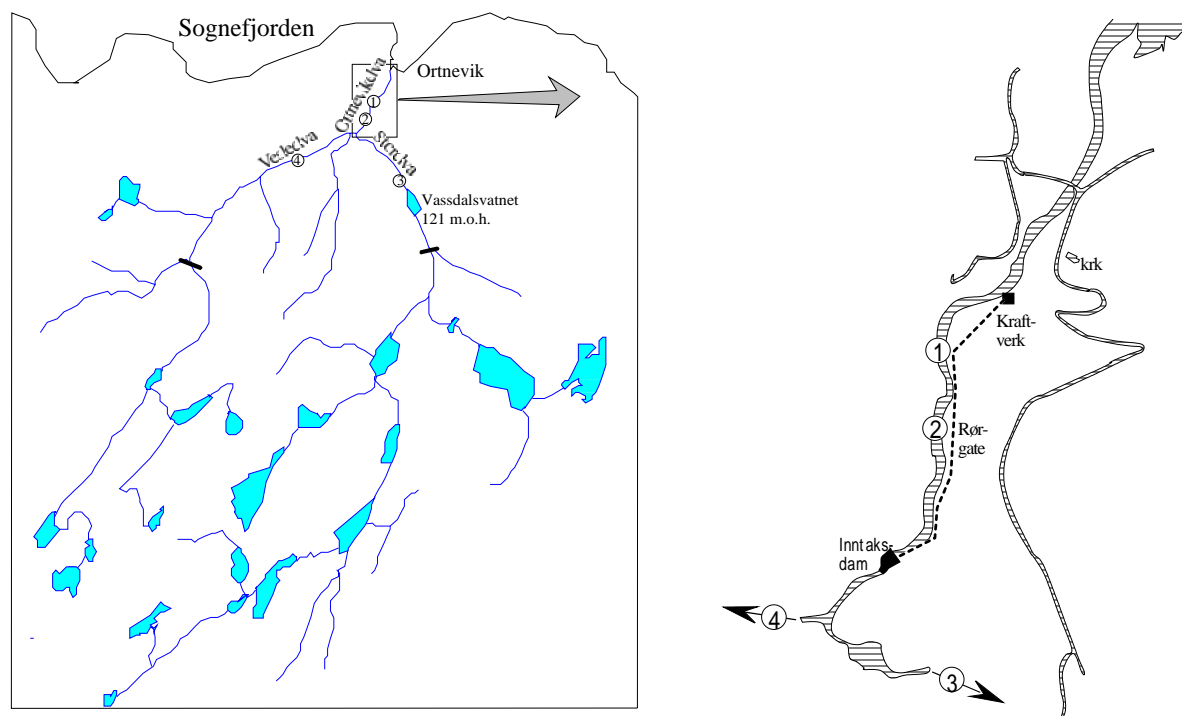 Sognefjorden
Ortnevik
Ortnevikelva
1
2
Storelva
Vesleelva
4
3
Vassdalsvatnet
121 m.o.h.
krk
Kraft-
verk
1
2
Rør-
gate
Inntaks-
dam
4
3